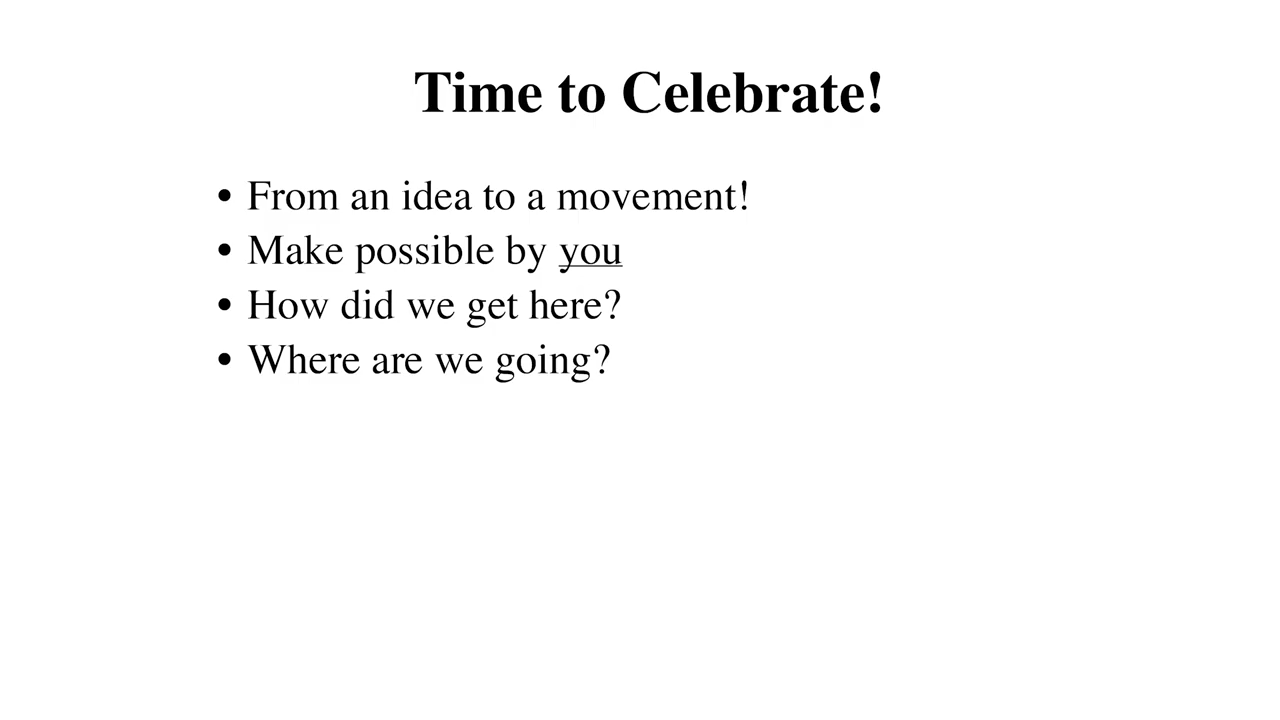 Time to Celebrate!
• From an idea to a movement!
• Make possible by you
• How did we get here?
• Where are we going?